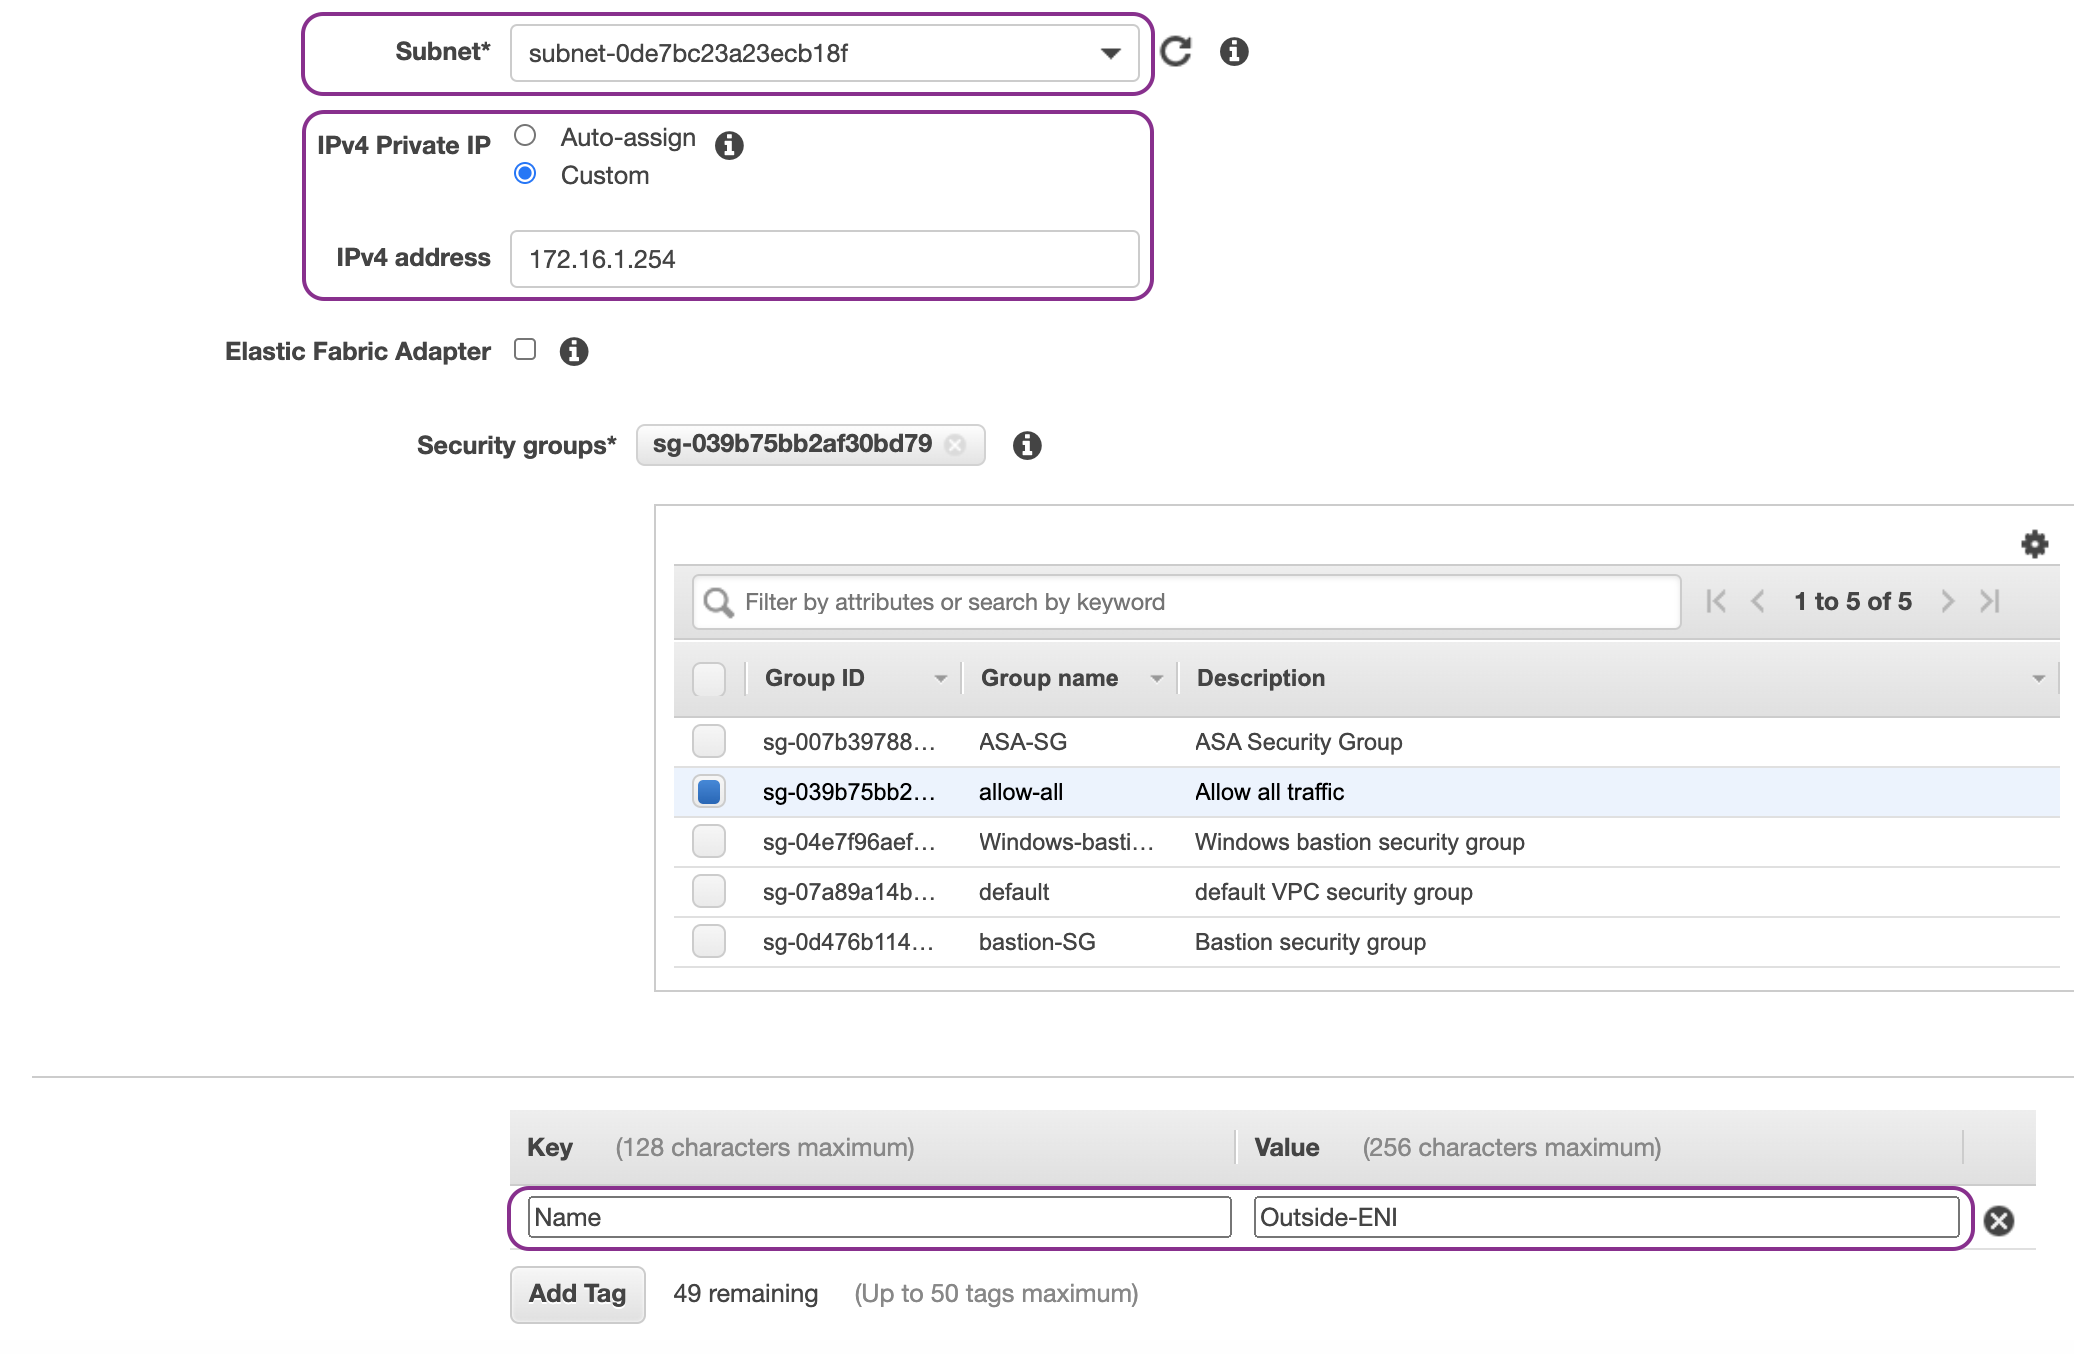 Subnet* subnet-0de7bc23a23ecb18f
IPv4 Private IP Auto-assign
Custom
IPv4 address 172.16.1.254
Elastic Fabric Adapter
Security groups* sg-039b75bb2af30bd79
Filter by attributes or search by keyword 1 to 5 of 5
Group ID Group name Description
sg-007b39788... ASA-SG ASA Security Group
sg-039b75bb2... allow-all Allow all traffic
sg-04e7f96aef... Windows-basti... Windows bastion security group
sg-07a89a14b... default default VPC security group
sg-0d476b114... bastion-SG Bastion security group
Key (128 characters maximum) Value (256 characters maximum)
Name Outside-ENI
Add Tag 49 remaining (Up to 50 tags maximum)